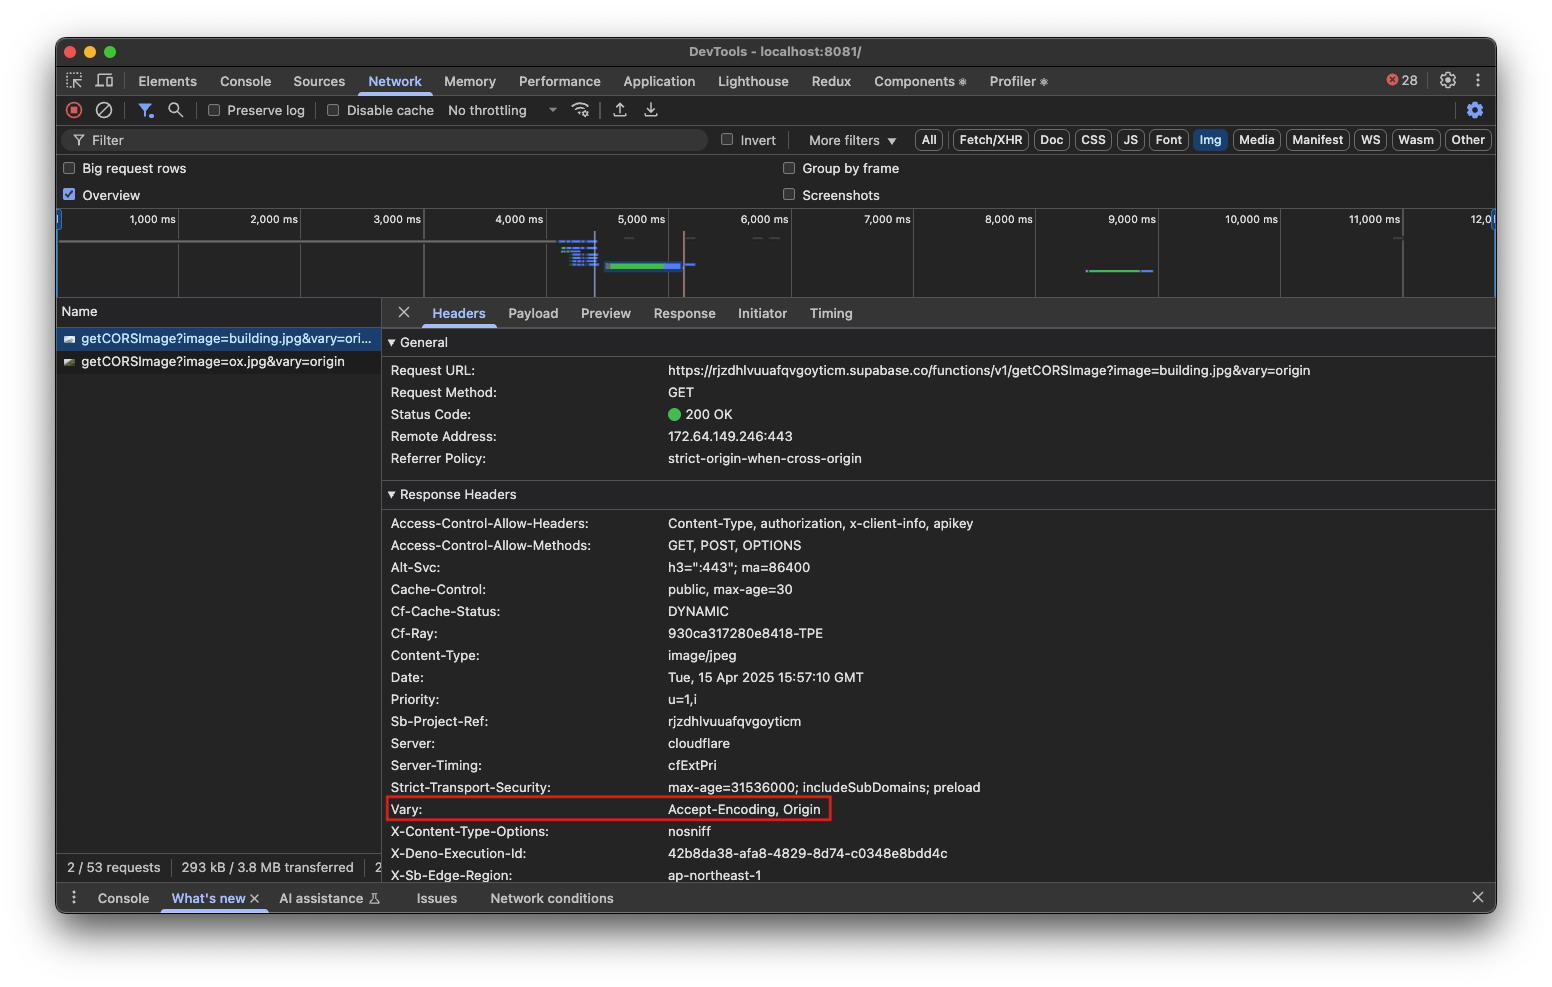 DevTools - localhost:8081/
Elements Console Sources Network Memory Performance Application Lighthouse Redux Components Profiler 28
Preserve log Disable cache No throttling
Filter Invert More filters All Fetch/XHR Doc CSS JS Font Img Media Manifest WS Wasm Other
Big request rows Group by frame
Overview Screenshots
1,000 ms 2,000 ms 3,000 ms 4,000 ms 5,000 ms 6,000 ms 7,000 ms 8,000 ms 9,000 ms 10,000 ms 11,000 ms 12,0
Name
getCORSImage?image=building.jpg&vary=ori...
getCORSImage?image=ox.jpg&vary=origin
Headers Payload Preview Response Initiator Timing
General
Request URL: https://rjzdhlvuuafqvgoyticm.supabase.co/functions/v1/getCORSImage?image=building.jpg&vary=origin
Request Method: GET
Status Code: 200 OK
Remote Address: 172.64.149.246:443
Referrer Policy: strict-origin-when-cross-origin
Response Headers
Access-Control-Allow-Headers: Content-Type, authorization, x-client-info, apikey
Access-Control-Allow-Methods: GET, POST, OPTIONS
Alt-Svc: h3=":443"; ma=86400
Cache-Control: public, max-age=30
Cf-Cache-Status: DYNAMIC
Cf-Ray: 930ca317280e8418-TPE
Content-Type: image/jpeg
Date: Tue, 15 Apr 2025 15:57:10 GMT
Priority: u=1,i
Sb-Project-Ref: rjzdhlvuuafqvgoyticm
Server: cloudflare
Server-Timing: cfExtPri
Strict-Transport-Security: max-age=31536000; includeSubDomains; preload
Vary: Accept-Encoding, Origin
X-Content-Type-Options: nosniff
X-Deno-Execution-Id: 42b8da38-afa8-4829-8d74-c0348e8bdd4c
X-Sb-Edge-Region: ap-northeast-1
2 / 53 requests 293 kB / 3.8 MB transferred 2
Console What's new AI assistance Issues Network conditions